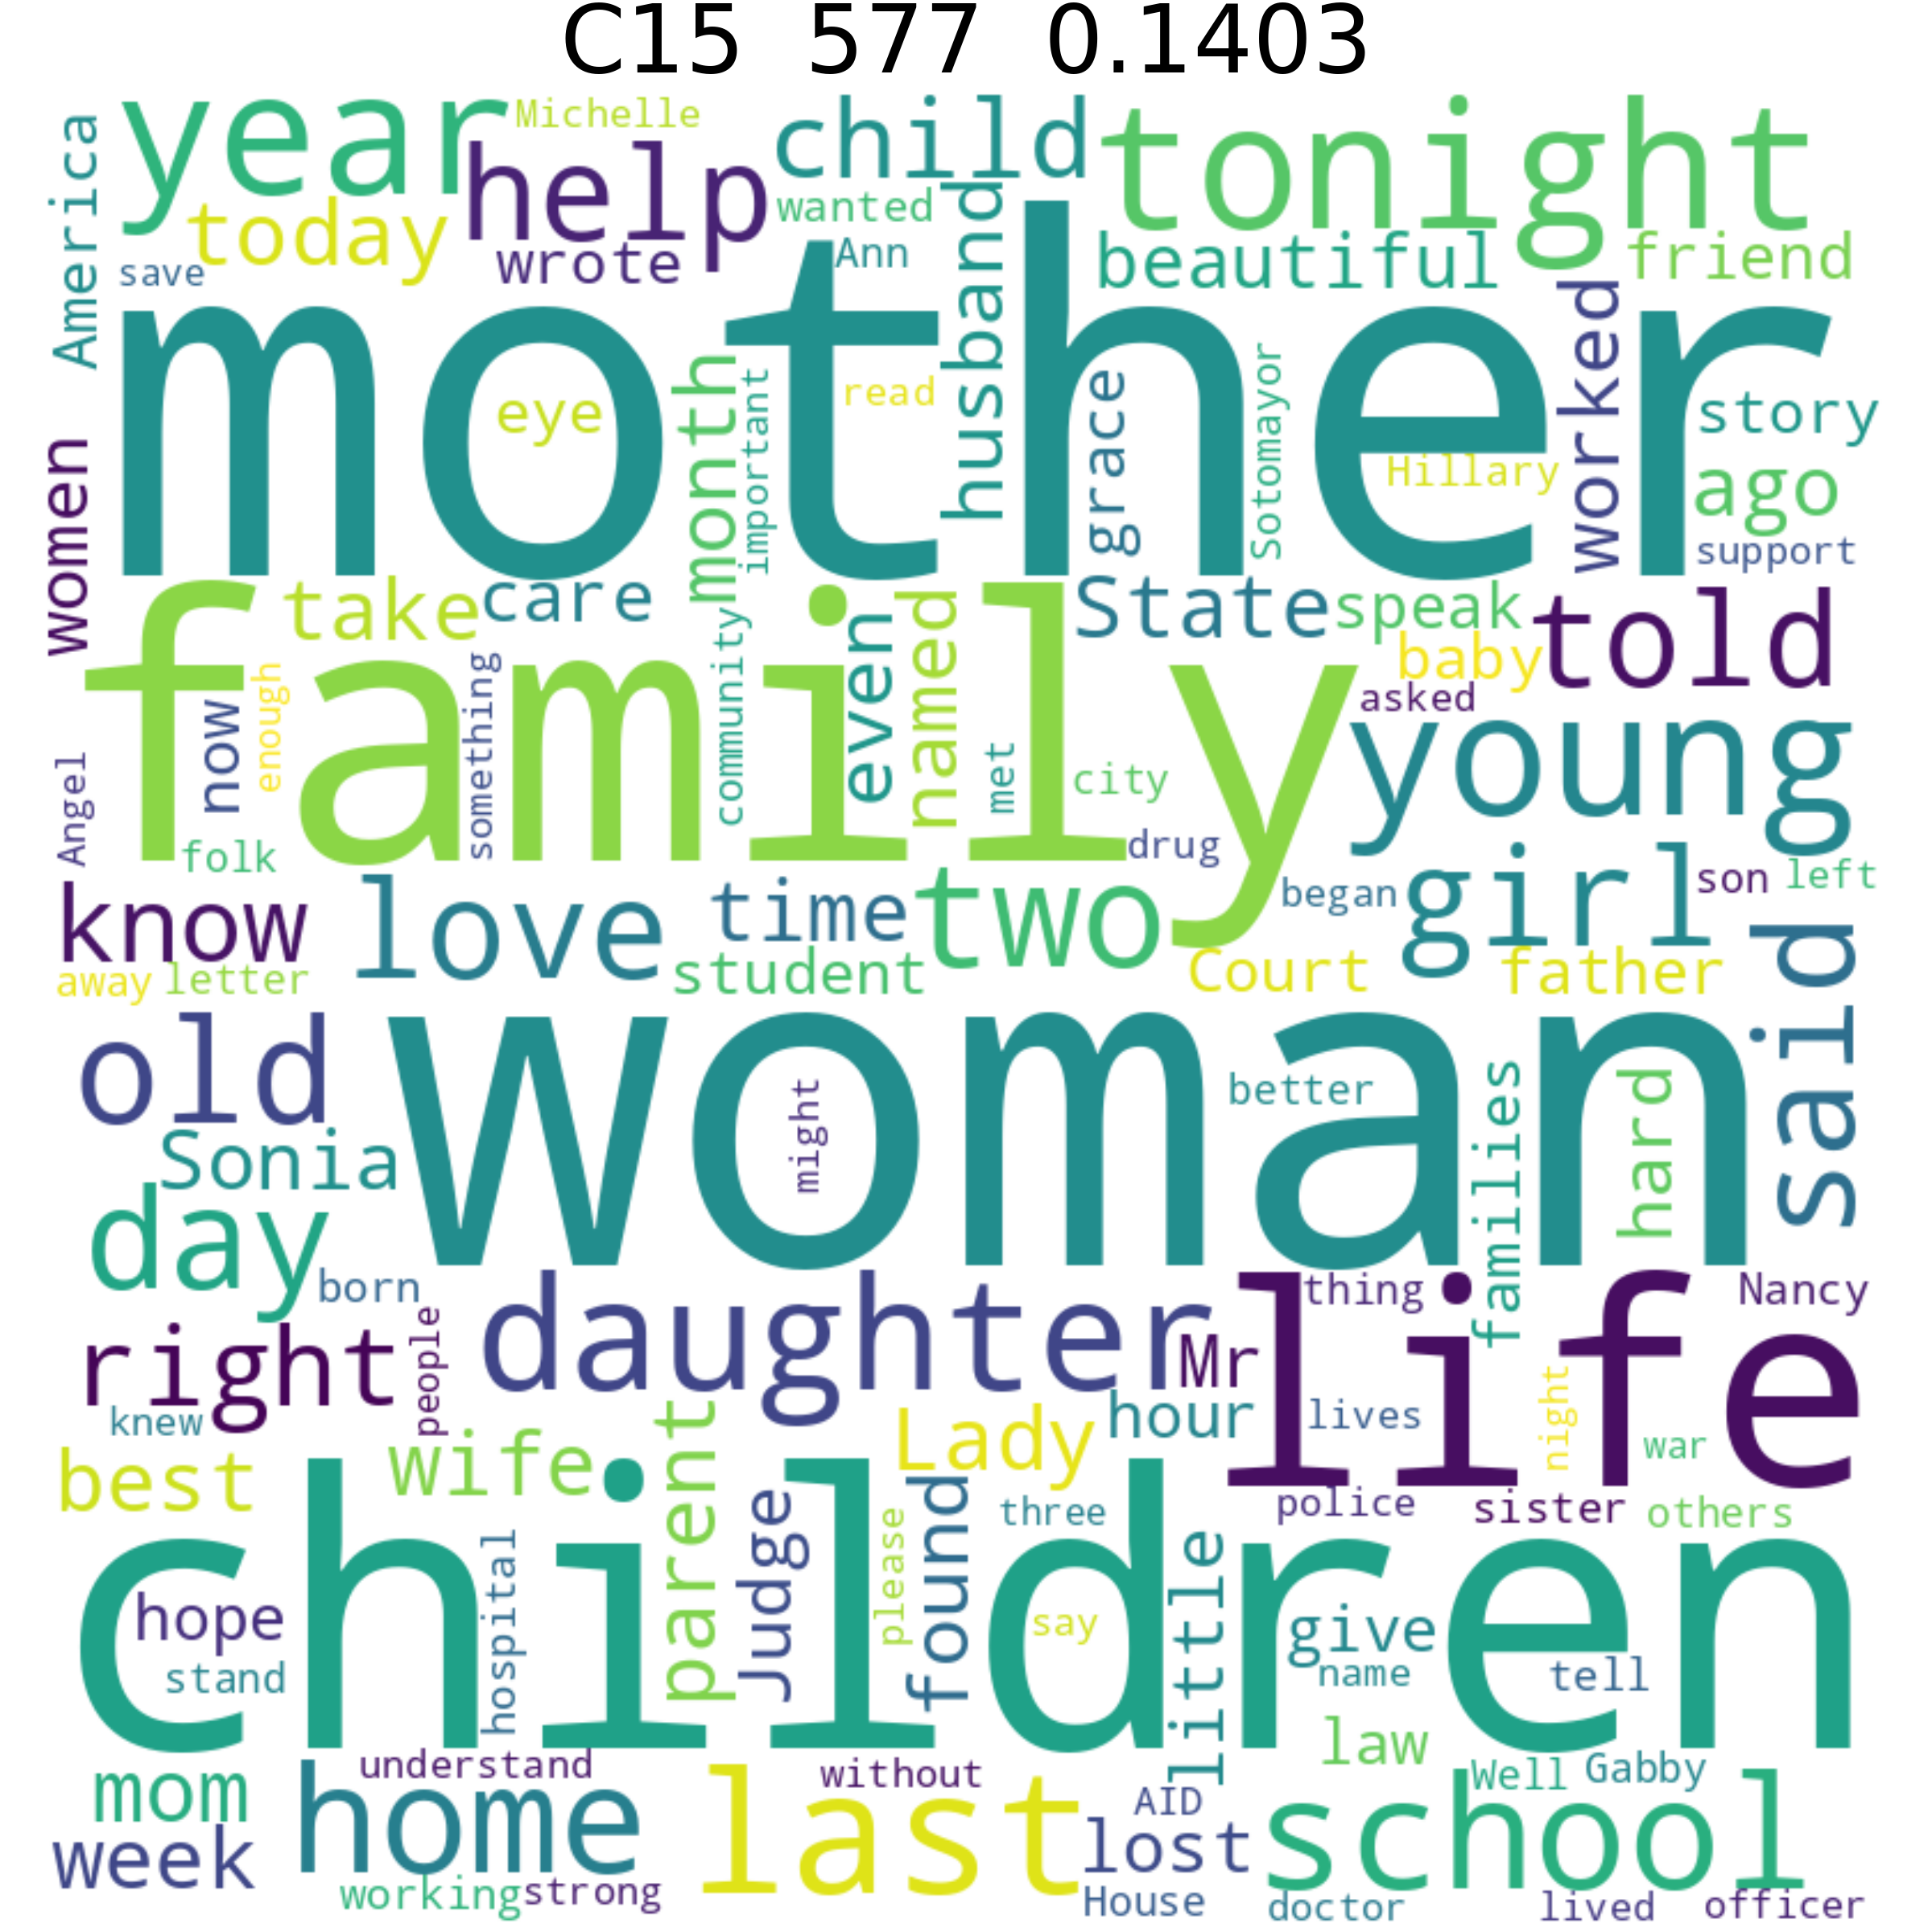 C15 577 0.1403
year Michelle child tonight
America help wanted
today wrote Ann husband beautiful friend
save
mother
worked
eye month important read grace Sotomayor Hillary story
women ago
support
take care State speak told
family
baby
asked
now enough something community even named met city young
Angel
folk drug
know love time two began girl son left
away letter student Court father said
old woman
might better families hard
Sonia
day
born daughter life thing Nancy
right people Mr
knew hour lives night war
best wife parent Lady
children
Judge please found three police sister others
hope hospital say little give
stand name tell
law
mom understand without Well Gabby
week home last AID lost school
working strong House doctor lived officer